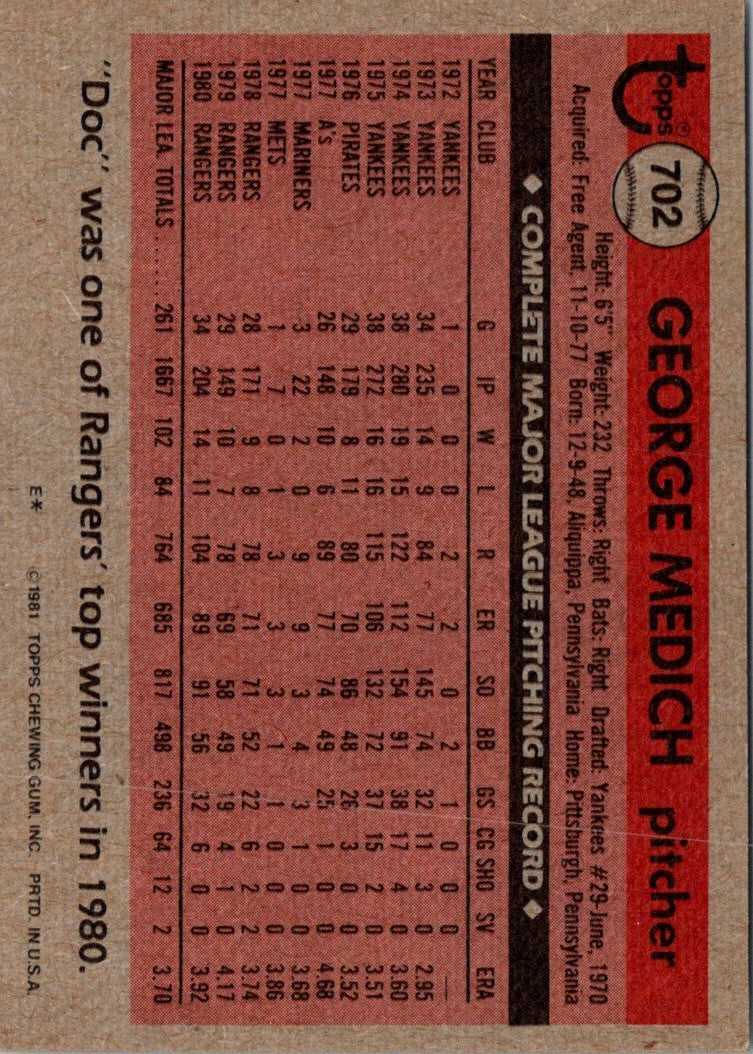 Topps® 702 GEORGE MEDICH pitcher
Height: 6'5" Weight: 232 Throws: Right Bats: Right Drafted: Yankees #29-June, 1970
Acquired: Free Agent, 11-10-77 Born: 12-9-48, Aliquippa, Pennsylvania Home: Pittsburgh, Pennsylvania
◆ COMPLETE MAJOR LEAGUE PITCHING RECORD ◆
YEAR CLUB G IP W L R ER SO BB GS CG SHO SV ERA
1972 YANKEES 1 0 0 0 2 2 0 2 1 0 0 0 —
1973 YANKEES 34 235 14 9 84 77 145 74 32 11 3 0 2.95
1974 YANKEES 38 280 19 15 122 112 154 91 38 17 4 0 3.60
1975 YANKEES 38 272 16 16 115 106 132 72 37 15 2 0 3.51
1976 PIRATES 29 179 8 11 80 70 86 48 26 3 0 0 3.52
1977 A's 26 148 10 6 89 77 74 49 25 1 0 0 4.68
1977 MARINERS 3 22 2 0 9 9 3 4 3 1 0 0 3.68
1977 METS 1 7 0 1 3 3 3 1 1 0 0 0 3.86
1978 RANGERS 28 171 9 8 78 71 71 52 22 6 2 2 3.74
1979 RANGERS 29 149 10 7 78 69 58 49 19 4 1 0 4.17
1980 RANGERS 34 204 14 11 104 89 91 56 32 6 0 0 3.92
MAJOR LEA. TOTALS ...... 261 1667 102 84 764 685 817 498 236 64 12 2 3.70
"Doc" was one of Rangers' top winners in 1980.
E* © 1981 TOPPS CHEWING GUM, INC. PRTD. IN U.S.A.